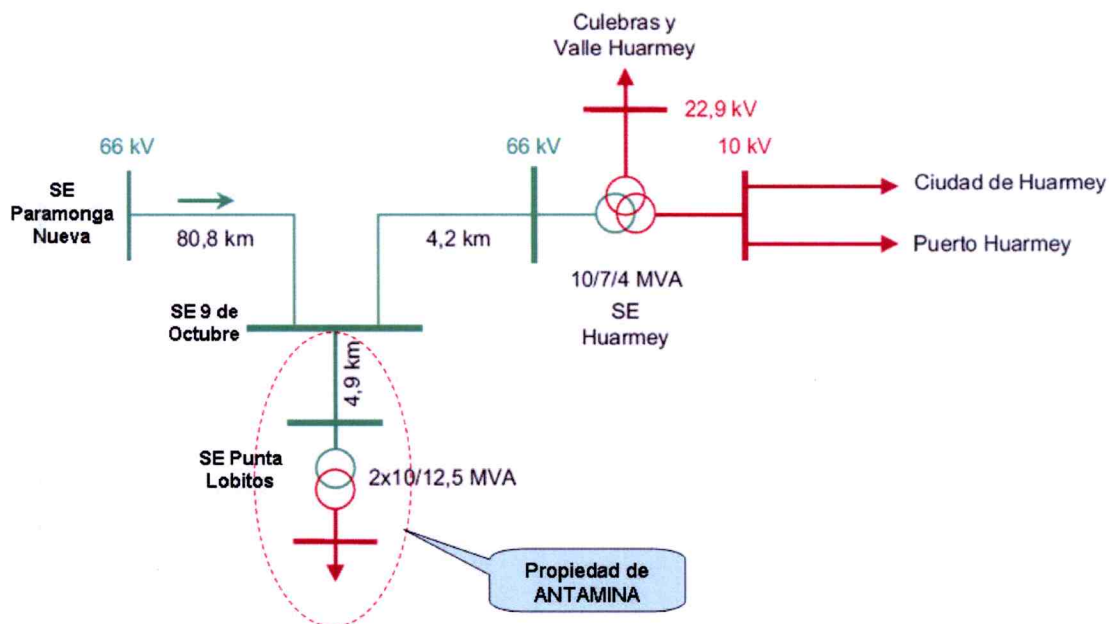 Culebras y
Valle Huarmey
22,9 kV
66 kV
66 kV
10 kV
SE
Paramonga
Nueva
80,8 km
4,2 km
Ciudad de Huarmey
Puerto Huarmey
10/7/4 MVA
SE
Huarmey
SE 9 de
Octubre
4,9 km
SE Punta
Lobitos
2x10/12,5 MVA
Propiedad de
ANTAMINA